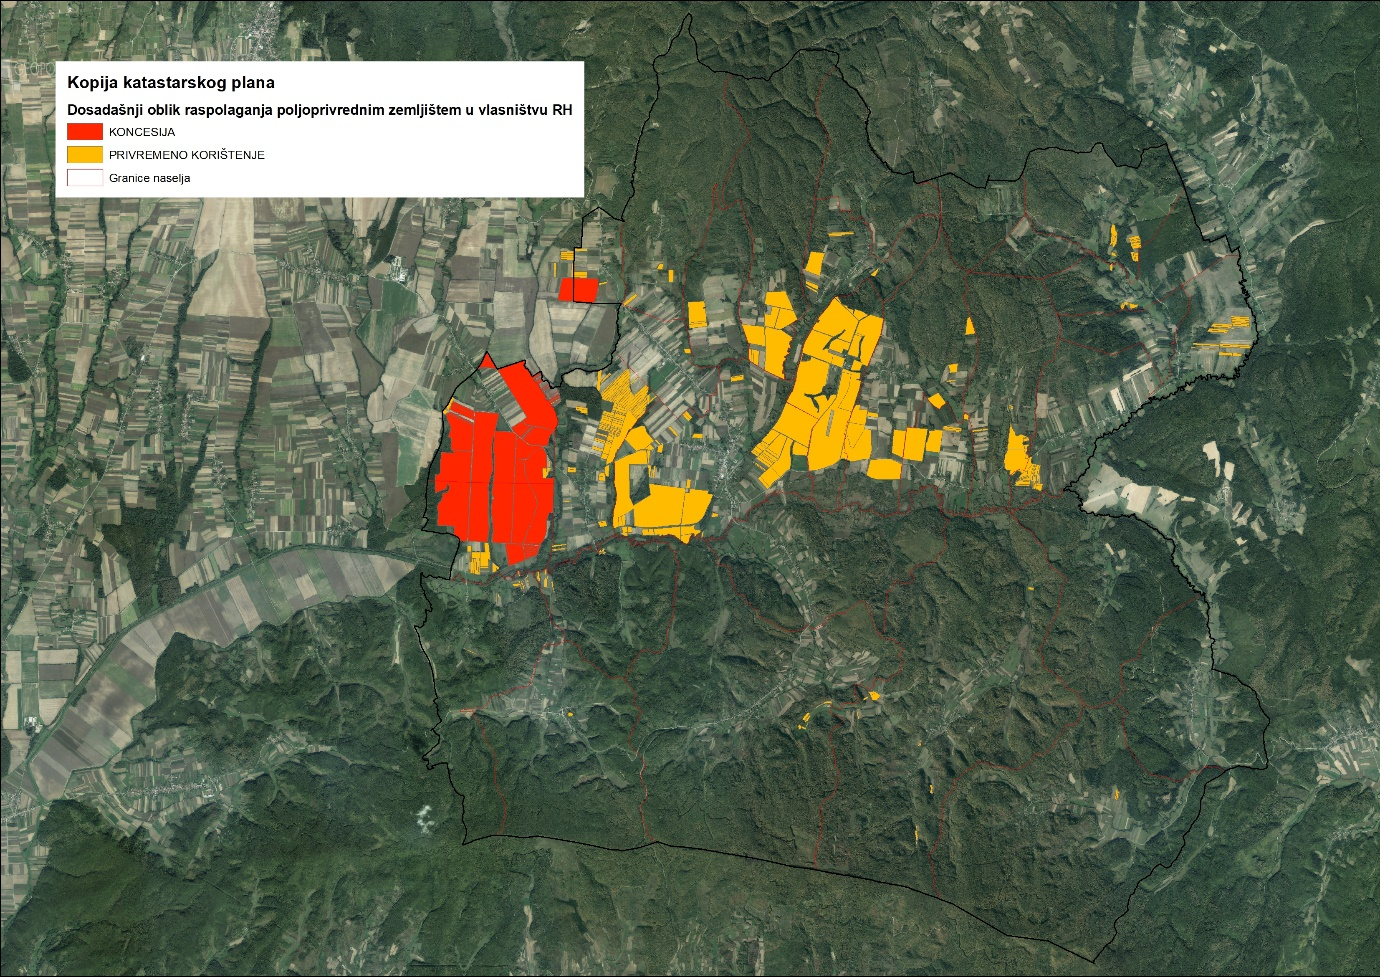 Kopija katastarskog plana
Dosadašnji oblik raspolaganja poljoprivrednim zemljištem u vlasništvu RH
KONCESIJA
PRIVREMENO KORIŠTENJE
Granice naselja